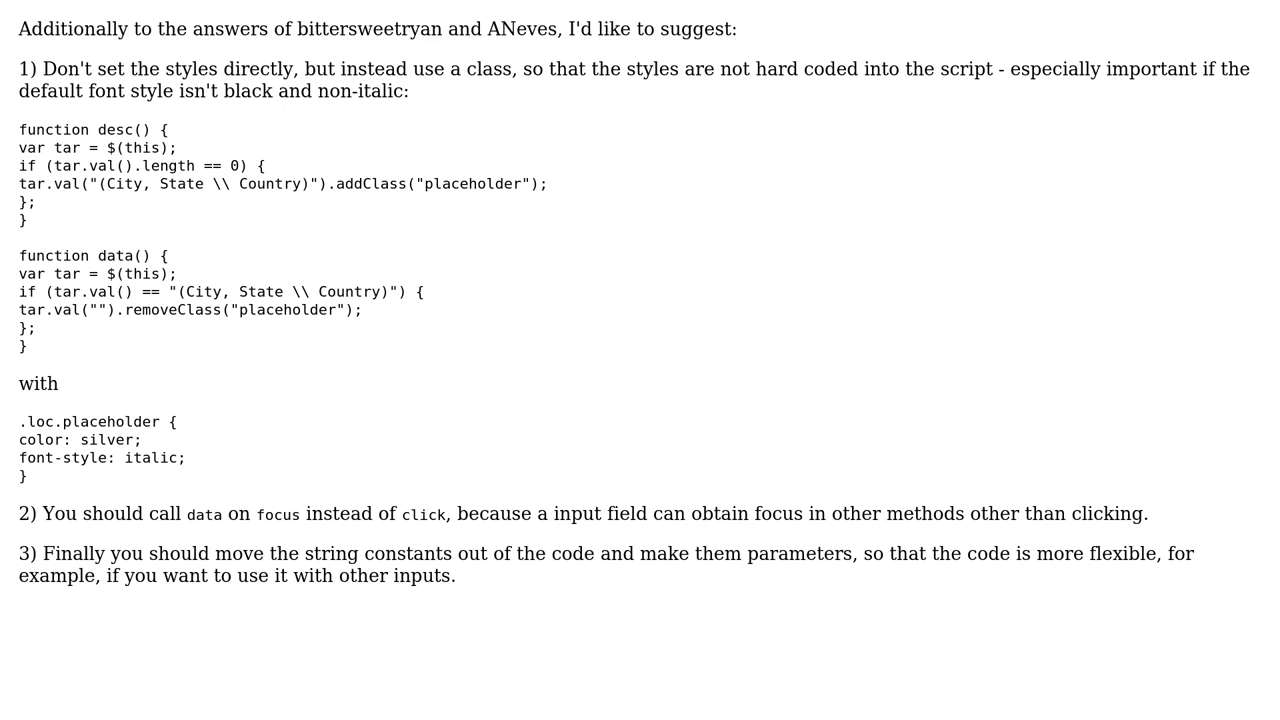 Additionally to the answers of bittersweetryan and ANeves, I'd like to suggest:
1) Don't set the styles directly, but instead use a class, so that the styles are not hard coded into the script - especially important if the
default font style isn't black and non-italic:
function desc() {
var tar = $(this);
if (tar.val().length == 0) {
tar.val("(City, State \\ Country)").addClass("placeholder");
};
}
function data() {
var tar = $(this);
if (tar.val() == "(City, State \\ Country)") {
tar.val("").removeClass("placeholder");
};
}
with
.loc.placeholder {
color: silver;
font-style: italic;
}
2) You should call data on focus instead of click, because a input field can obtain focus in other methods other than clicking.
3) Finally you should move the string constants out of the code and make them parameters, so that the code is more flexible, for
example, if you want to use it with other inputs.